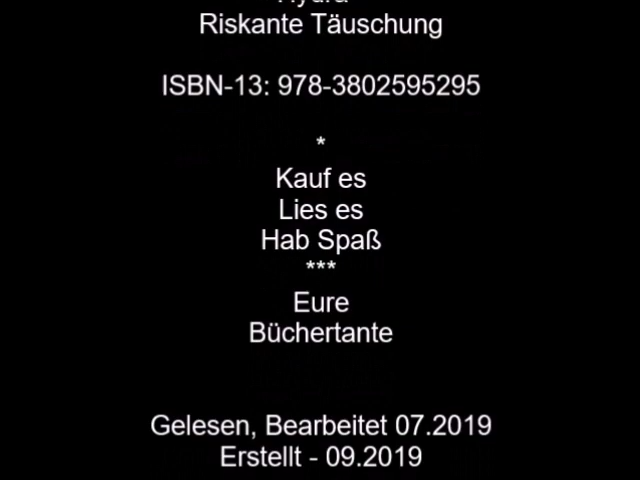 Riskante Täuschung
ISBN-13: 978-3802595295
*
Kauf es
Lies es
Hab Spaß
***
Eure
Büchertante
Gelesen, Bearbeitet 07.2019
Erstellt - 09.2019